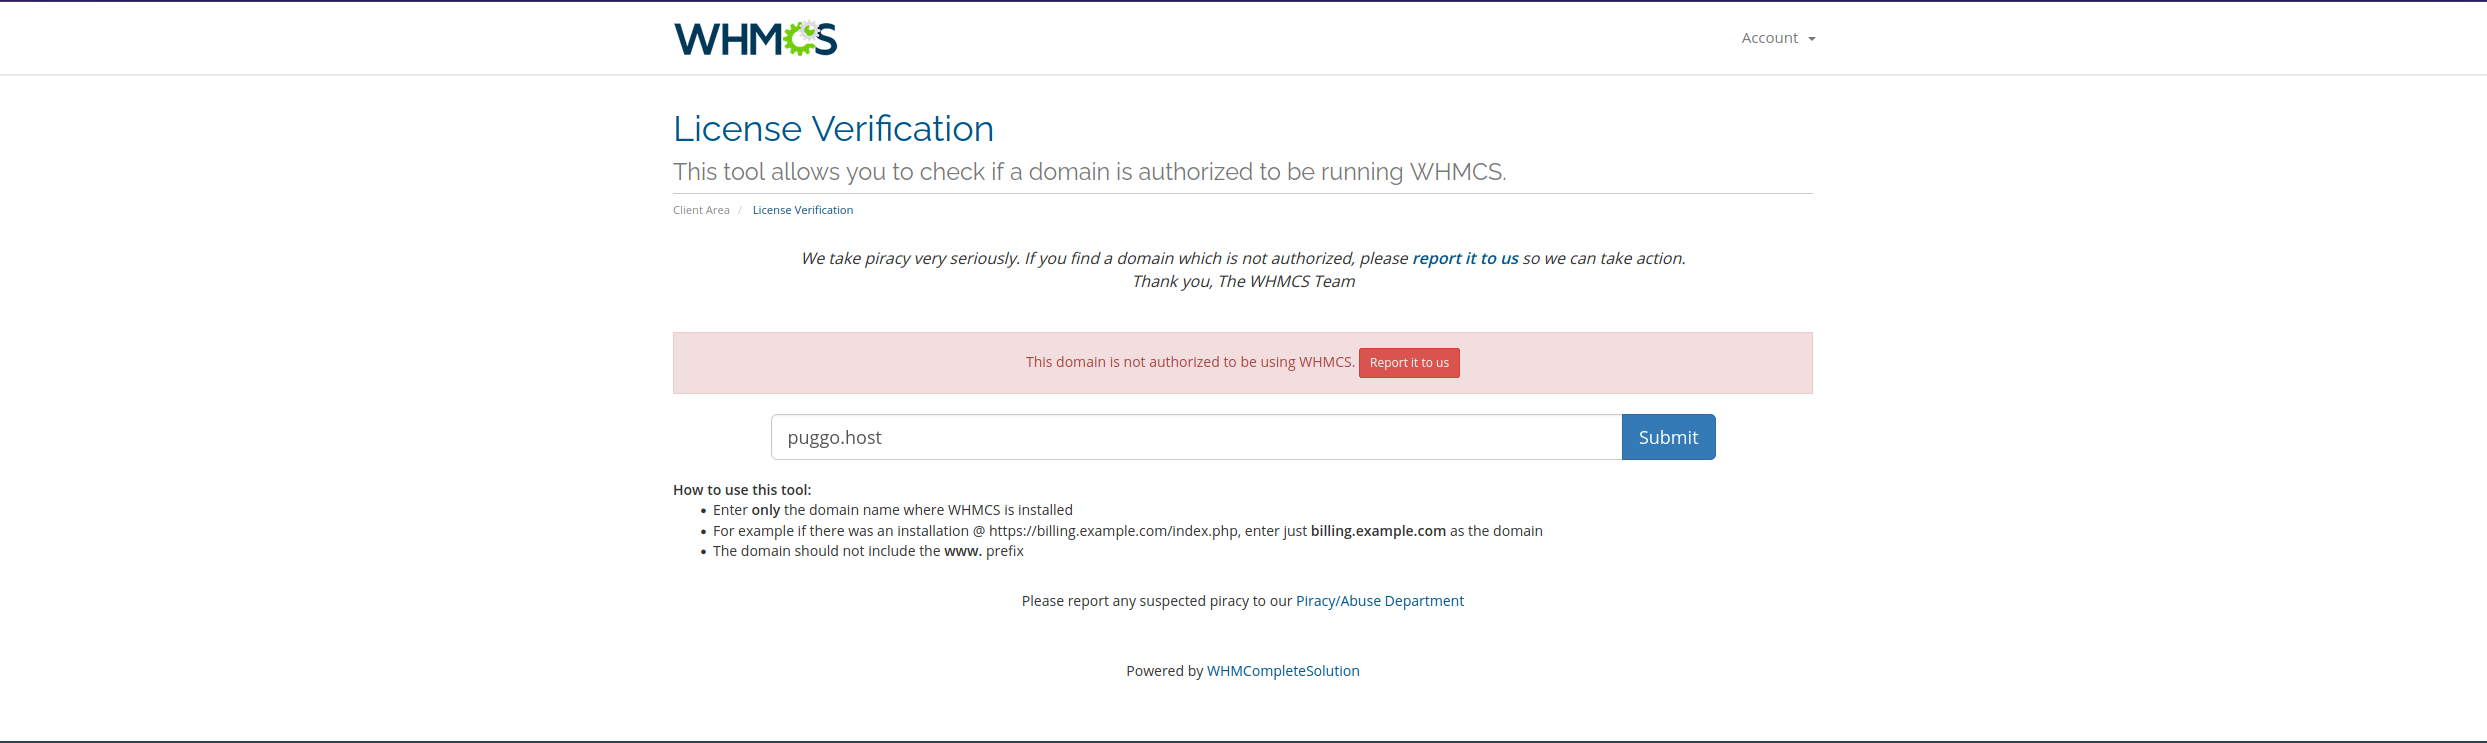 WHMCS
Account
License Verification
This tool allows you to check if a domain is authorized to be running WHMCS.
Client Area / License Verification
We take piracy very seriously. If you find a domain which is not authorized, please report it to us so we can take action.
Thank you, The WHMCS Team
This domain is not authorized to be using WHMCS. Report it to us
puggo.host Submit
How to use this tool:
• Enter only the domain name where WHMCS is installed
• For example if there was an installation @ https://billing.example.com/index.php, enter just billing.example.com as the domain
• The domain should not include the www. prefix
Please report any suspected piracy to our Piracy/Abuse Department
Powered by WHMCompleteSolution